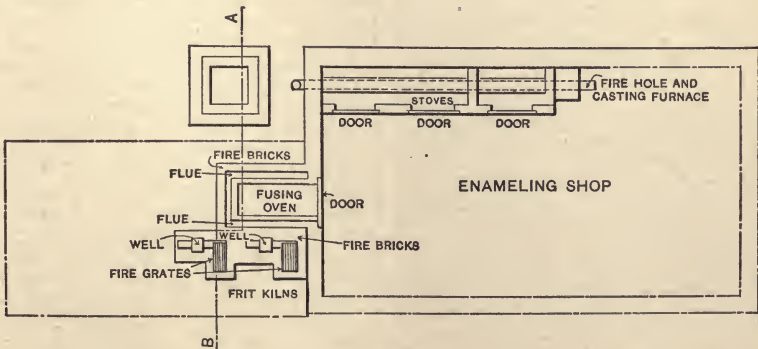 A
FIRE HOLE AND
CASTING FURNACE
STOVES
DOOR DOOR DOOR
FIRE BRICKS
FLUE
FUSING
OVEN
DOOR
ENAMELING SHOP
FLUE
WELL
WELL
FIRE BRICKS
FIRE GRATES
FRIT KILNS
B